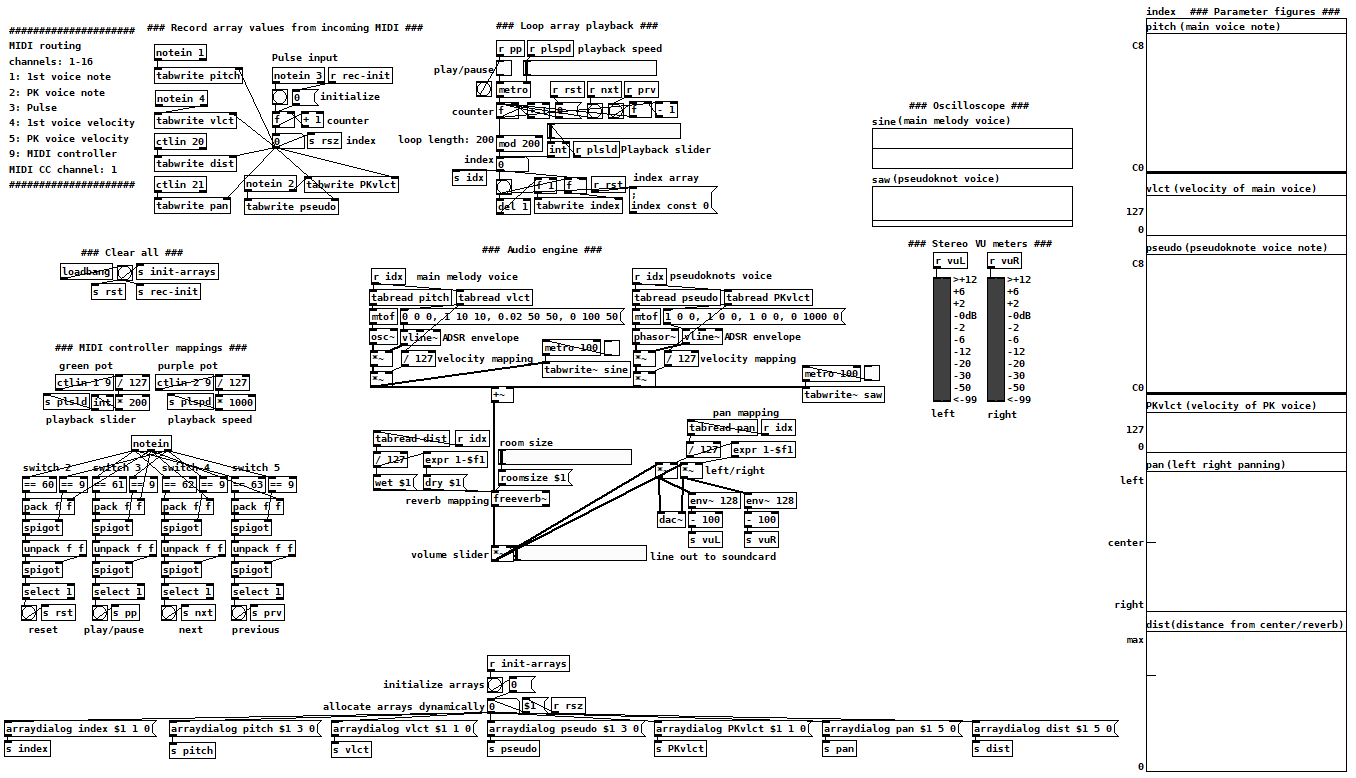 #####################
MIDI routing
channels: 1-16
1: 1st voice note
2: PK voice note
3: Pulse
4: 1st voice velocity
5: PK voice velocity
9: MIDI controller
MIDI CC channel: 1
#####################
### Record array values from incoming MIDI ###
notein 1
tabwrite pitch
notein 4
tabwrite vlct
ctlin 20
tabwrite dist
ctlin 21
tabwrite pan
Pulse input
notein 3
r rec-init
0
initialize
f
+ 1
counter
0
s rsz
index
notein 2
tabwrite PKvlct
tabwrite pseudo
### Loop array playback ###
r pp
r plspd
playback speed
play/pause
metro
r rst
r nxt
r prv
counter
f
f
- 1
loop length: 200
mod 200
int
r plsld
Playback slider
index
0
s idx
f 1
f
r rst
index array
del 1
tabwrite index
;
index const 0
### Oscilloscope ###
sine(main melody voice)
saw(pseudoknot voice)
### Stereo VU meters ###
r vuL
r vuR
>+12
+6
+2
-0dB
-2
-6
-12
-20
-30
-50
<-99
>+12
+6
+2
-0dB
-2
-6
-12
-20
-30
-50
<-99
left
right
index
### Parameter figures ###
pitch(main voice note)
C8
C0
vlct(velocity of main voice)
127
0
pseudo(pseudoknote voice note)
C8
C0
PKvlct(velocity of PK voice)
127
0
pan(left right panning)
left
center
right
dist(distance from center/reverb)
max
0
### Clear all ###
loadbang
s init-arrays
s rst
s rec-init
### MIDI controller mappings ###
green pot
purple pot
ctlin 1 9
/ 127
ctlin 2 9
/ 127
s plsld
int
* 200
s plspd
* 1000
playback slider
playback speed
notein
switch 2
switch 3
switch 4
switch 5
== 60
== 9
== 61
== 9
== 62
== 9
== 63
== 9
pack f f
pack f f
pack f f
pack f f
spigot
spigot
spigot
spigot
unpack f f
unpack f f
unpack f f
unpack f f
spigot
spigot
spigot
spigot
select 1
select 1
select 1
select 1
s rst
s pp
s nxt
s prv
reset
play/pause
next
previous
### Audio engine ###
r idx
main melody voice
tabread pitch
tabread vlct
mtof
0 0 0, 1 10 10, 0.02 50 50, 0 100 50
osc~
vline~
ADSR envelope
*~
/ 127
velocity mapping
*~
metro 100
tabwrite~ sine
r idx
pseudoknots voice
tabread pseudo
tabread PKvlct
mtof
1 0 0, 1 0 0, 1 0 0, 0 1000 0
phasor~
vline~
ADSR envelope
*~
/ 127
velocity mapping
*~
metro 100
tabwrite~ saw
+~
tabread dist
r idx
/ 127
expr 1-$f1
wet $1
dry $1
reverb mapping
room size
roomsize $1
freeverb~
pan mapping
tabread pan
r idx
/ 127
expr 1-$f1
*~
*~
left/right
env~ 128
env~ 128
dac~
- 100
- 100
s vuL
s vuR
volume slider
*~
line out to soundcard
r init-arrays
initialize arrays
0
allocate arrays dynamically
0
$1
r rsz
arraydialog index $1 1 0
arraydialog pitch $1 3 0
arraydialog vlct $1 1 0
arraydialog pseudo $1 3 0
arraydialog PKvlct $1 1 0
arraydialog pan $1 5 0
arraydialog dist $1 5 0
s index
s pitch
s vlct
s pseudo
s PKvlct
s pan
s dist